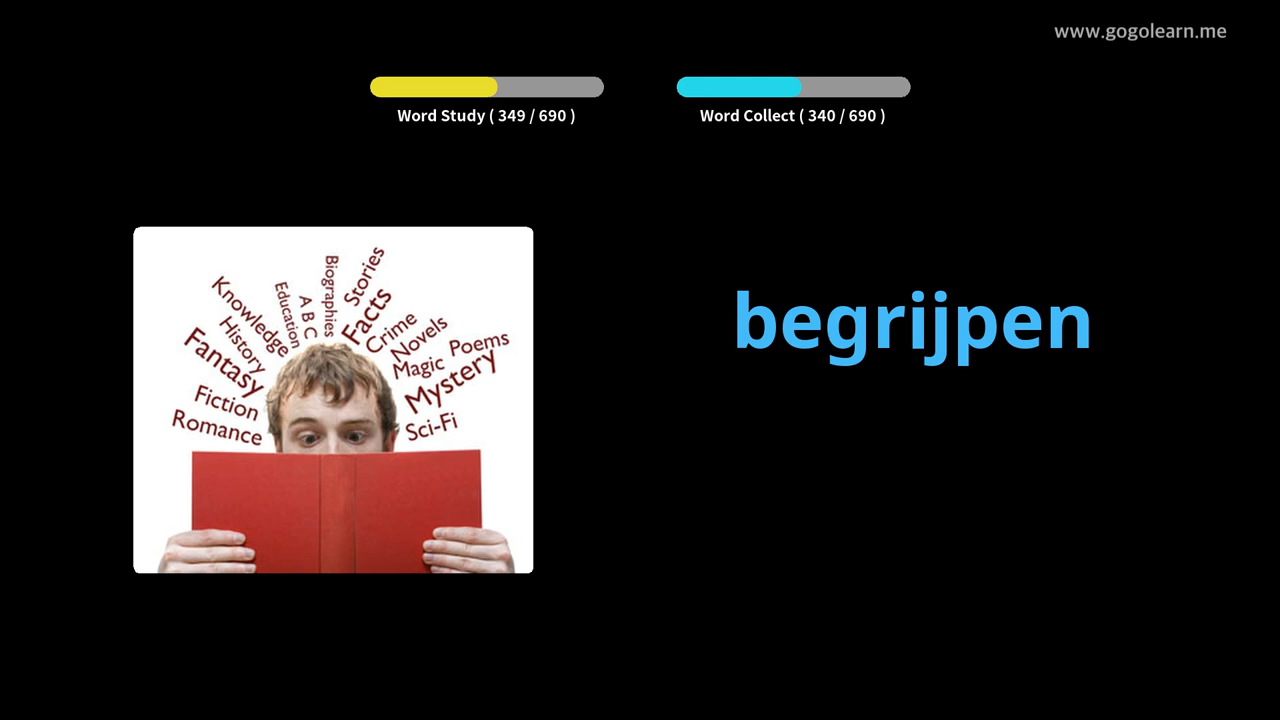 www.gogolearn.me
Word Study ( 349 / 690 )
Word Collect ( 340 / 690 )
begrijpen
Knowledge
History
Fantasy
Fiction
Romance
Education
A B C
Biographies
Stories
Facts
Crime
Novels
Magic
Poems
Mystery
Sci-Fi